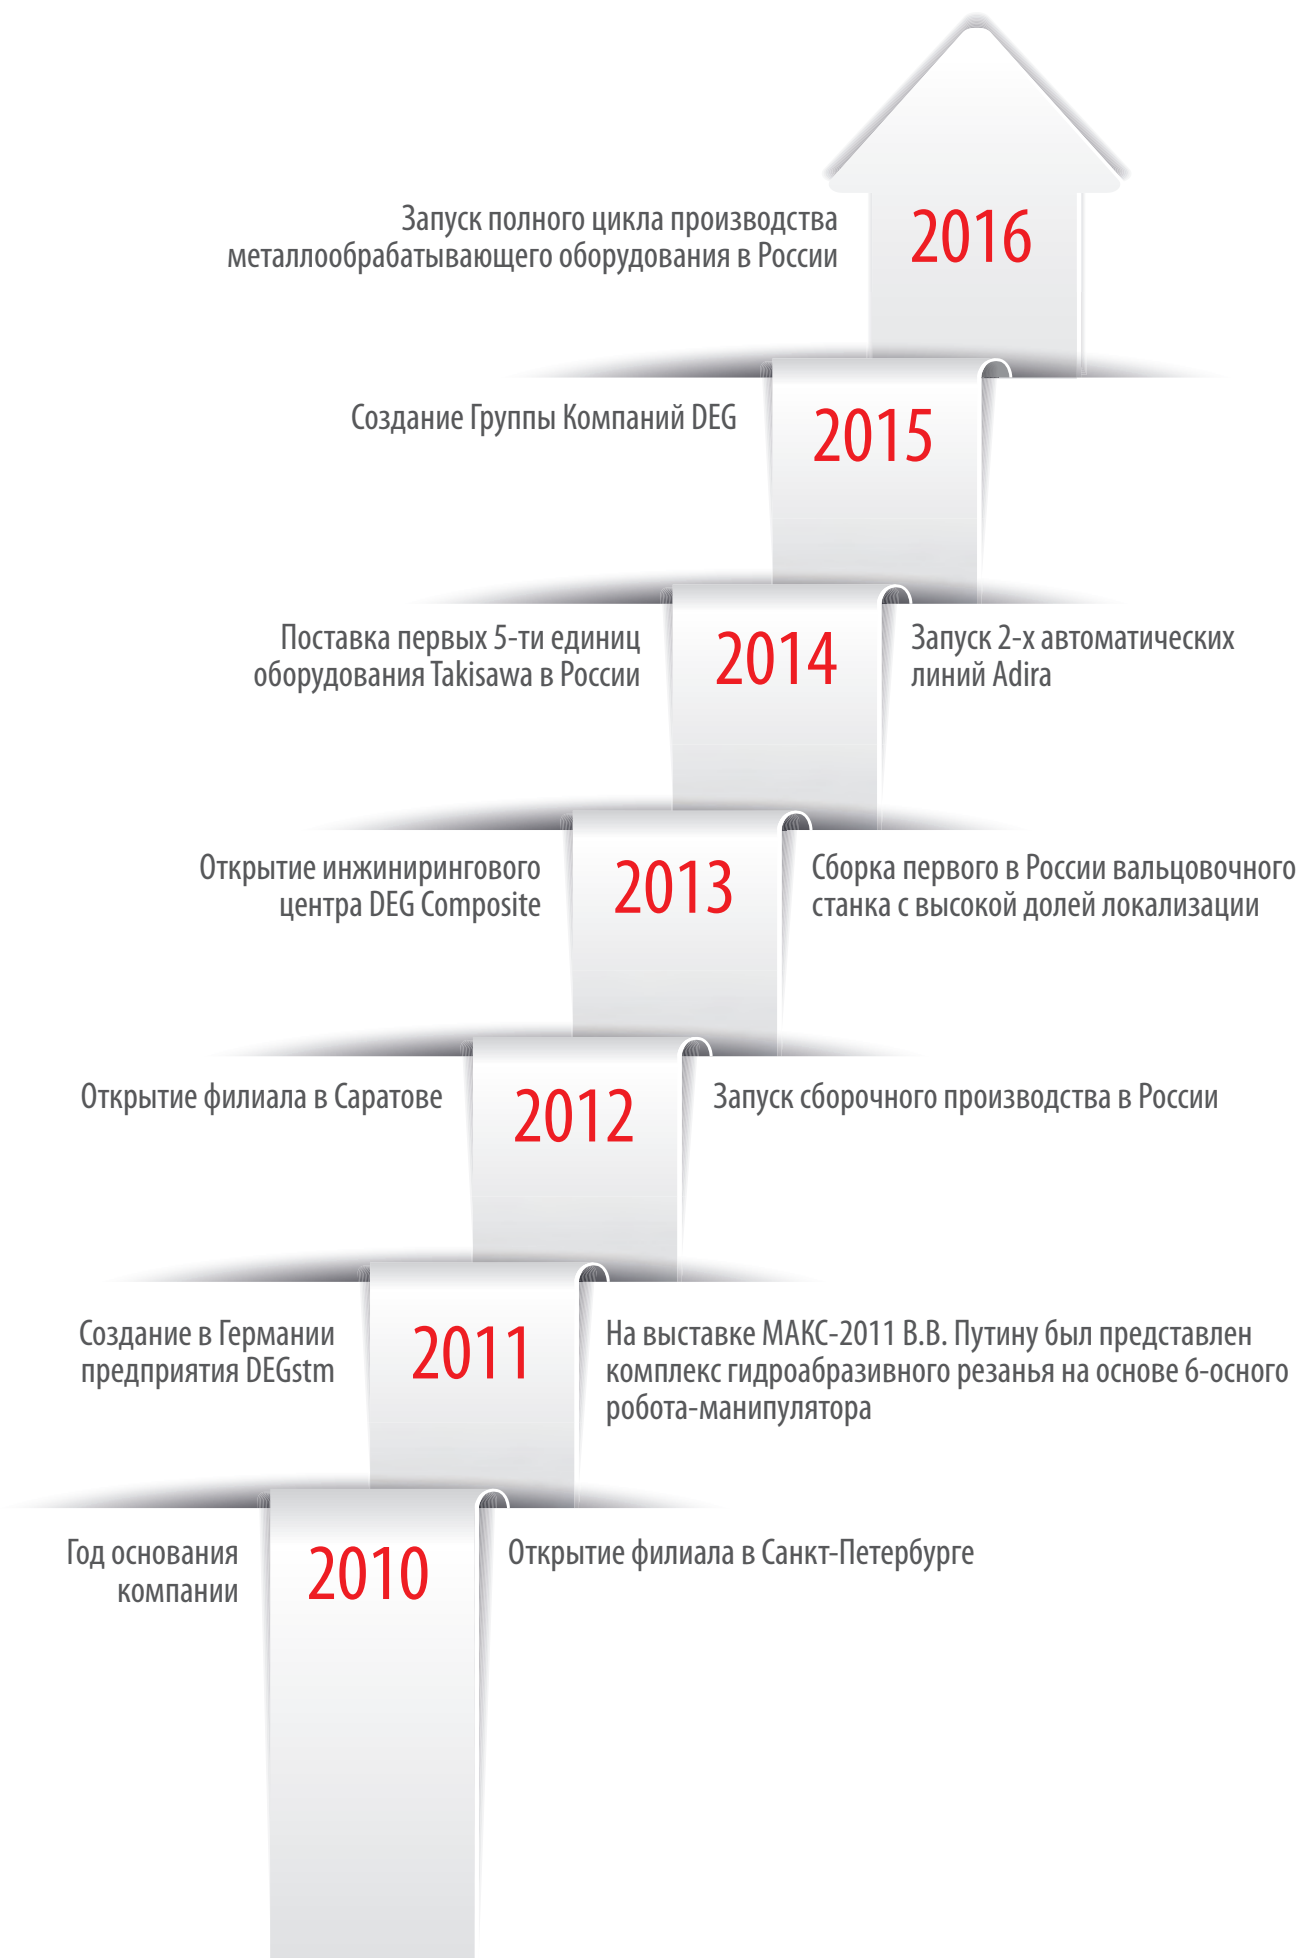 Запуск полного цикла производства
металлообрабатывающего оборудования в России
2016
Создание Группы Компаний DEG
2015
Поставка первых 5-ти единиц
оборудования Takisawa в России
2014
Запуск 2-х автоматических
линий Adira
Открытие инжинирингового
центра DEG Composite
2013
Сборка первого в России вальцовочного
станка с высокой долей локализации
Открытие филиала в Саратове
2012
Запуск сборочного производства в России
Создание в Германии
предприятия DEGstm
2011
На выставке МАКС-2011 В.В. Путину был представлен
комплекс гидроабразивного резанья на основе 6-осного
робота-манипулятора
Год основания
компании
2010
Открытие филиала в Санкт-Петербурге